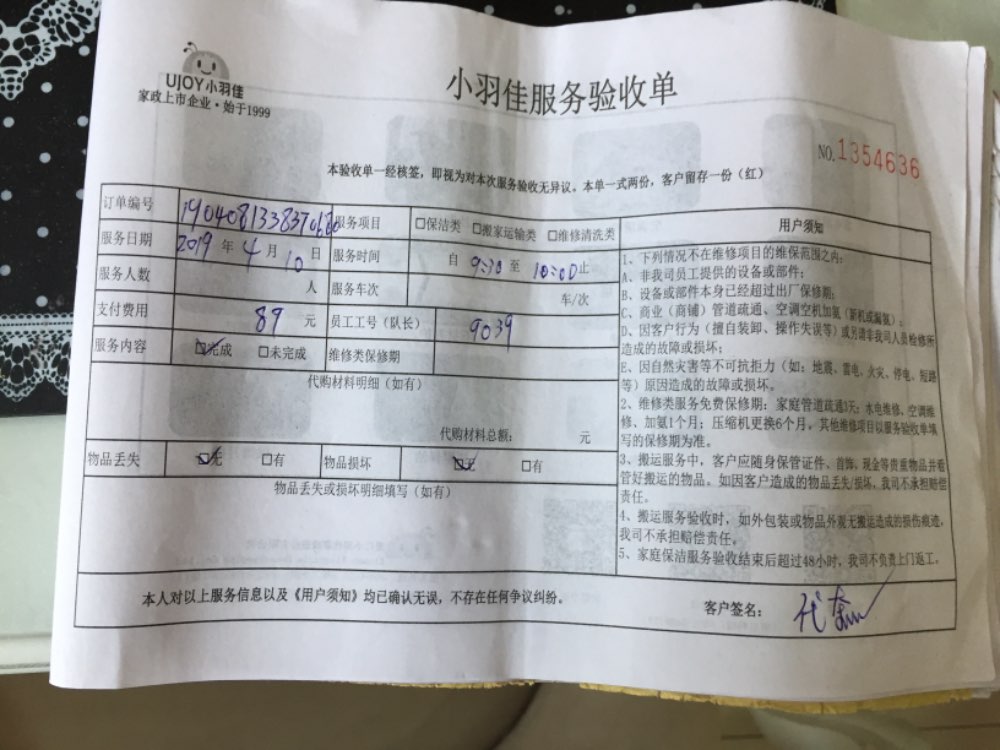 UJOY小羽佳
家政上市企业·始于1999
小羽佳服务验收单
NO.1354636
本验收单一经核签，即视为对本次服务验收无异议。本单一式两份，客户留存一份（红）
订单编号
服务项目 □保洁类 □搬家运输类 □维修清洗类
服务日期 2019 年 4 月 10 日
服务时间 自 9:30 至 10:00止
服务人数 人
服务车次 车/次
支付费用 89 元
员工工号（队长） 9039
服务内容 ☑完成 □未完成
维修类保修期
代购材料明细（如有）
代购材料总额： 元
物品丢失 ☑无 □有
物品损坏 ☑无 □有
物品丢失或损坏明细填写（如有）
用户须知
1、下列情况不在维修项目的维保范围之内：
A、非我司员工提供的设备或部件；
B、设备或部件本身已经超过出厂保修期；
C、商业（商铺）管道疏通、空调空机加氨（新机或漏氨）；
D、因客户行为（擅自装卸、操作失误等）或另请非我司人员检修所
造成的故障或损坏；
E、因自然灾害等不可抗拒力（如：地震、雷电、火灾、停电、短路
等）原因造成的故障或损坏。
2、维修类服务免费保修期：家庭管道疏通3天；水电维修、空调维
修、加氨1个月；压缩机更换6个月，其他维修项目以服务验收单填
写的保修期为准。
3、搬运服务中，客户应随身保管证件、首饰、现金等贵重物品并看
管好搬运的物品。如因客户造成的物品丢失/损坏，我司不承担赔偿
责任。
4、搬运服务验收时，如外包装或物品外观无搬运造成的损伤痕迹，
我司不承担赔偿责任。
5、家庭保洁服务验收结束后超过48小时，我司不负责上门返工。
本人对以上服务信息以及《用户须知》均已确认无误，不存在任何争议纠纷。
客户签名：